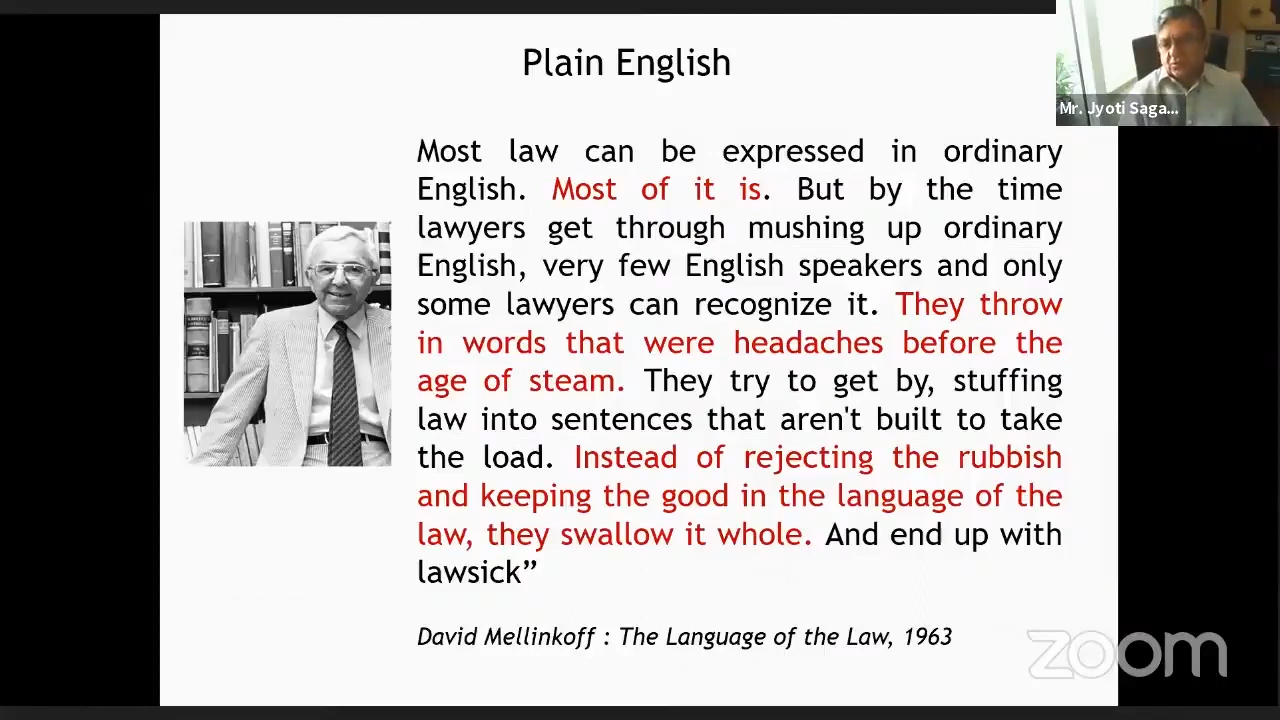 Plain English
Mr. Jyoti Saga...
Most law can be expressed in ordinary
English. Most of it is. But by the time
lawyers get through mushing up ordinary
English, very few English speakers and only
some lawyers can recognize it. They throw
in words that were headaches before the
age of steam. They try to get by, stuffing
law into sentences that aren't built to take
the load. Instead of rejecting the rubbish
and keeping the good in the language of the
law, they swallow it whole. And end up with
lawsick”
David Mellinkoff : The Language of the Law, 1963
zoom